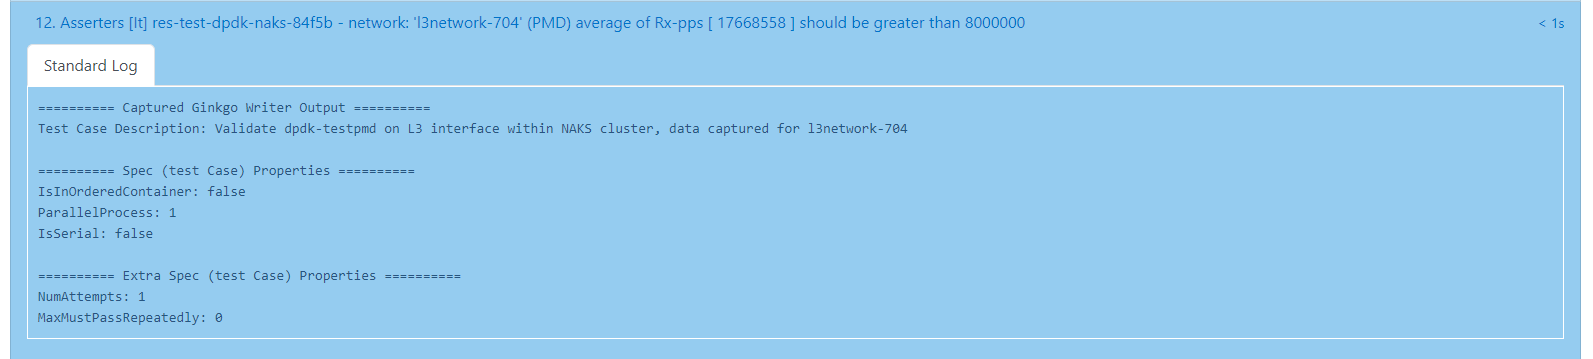 12. Asserters [It] res-test-dpdk-naks-84f5b - network: 'l3network-704' (PMD) average of Rx-pps [ 17668558 ] should be greater than 8000000
< 1s
Standard Log
========== Captured Ginkgo Writer Output ==========
Test Case Description: Validate dpdk-testpmd on L3 interface within NAKS cluster, data captured for l3network-704
========== Spec (test Case) Properties ==========
IsInOrderedContainer: false
ParallelProcess: 1
IsSerial: false
========== Extra Spec (test Case) Properties ==========
NumAttempts: 1
MaxMustPassRepeatedly: 0